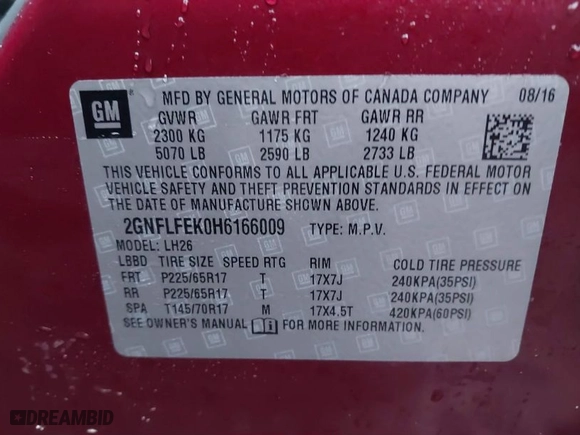 GM
MFD BY GENERAL MOTORS OF CANADA COMPANY 08/16
GVWR GAWR FRT GAWR RR
2300 KG 1175 KG 1240 KG
5070 LB 2590 LB 2733 LB
THIS VEHICLE CONFORMS TO ALL APPLICABLE U.S. FEDERAL MOTOR
VEHICLE SAFETY AND THEFT PREVENTION STANDARDS IN EFFECT ON
THE DATE OF MANUFACTURE SHOWN ABOVE.
2GNFLFEK0H6166009 TYPE: M.P.V.
MODEL: LH26
LBBD TIRE SIZE SPEED RTG RIM COLD TIRE PRESSURE
FRT P225/65R17 T 17X7J 240KPA(35PSI)
RR P225/65R17 T 17X7J 240KPA(35PSI)
SPA T145/70R17 M 17X4.5T 420KPA(60PSI)
SEE OWNER'S MANUAL FOR MORE INFORMATION.
DREAMBID